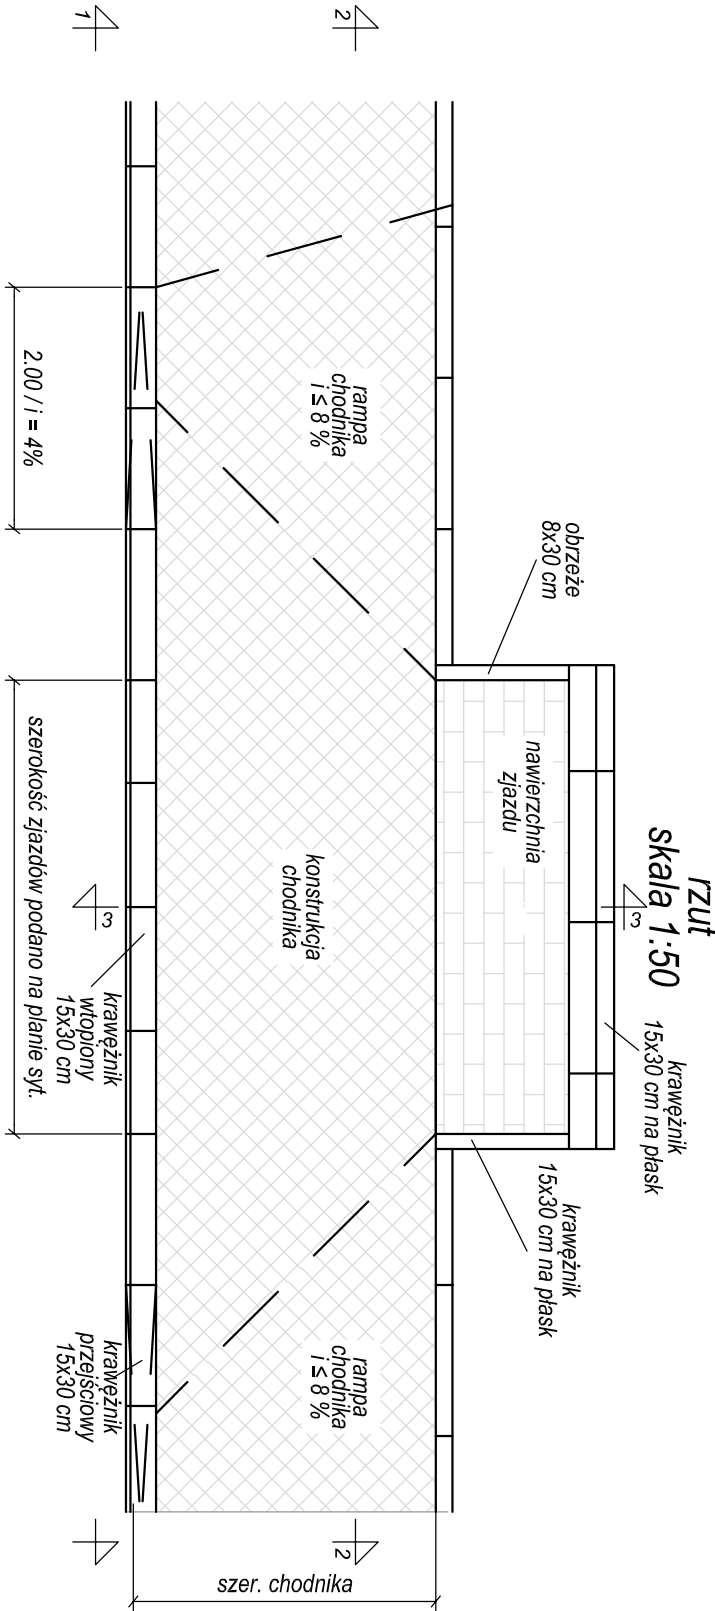 rzut
skala 1:50
krawężnik
15x30 cm na płask
krawężnik
15x30 cm na płask
obrzeże
8x30 cm
nawierzchnia
zjazdu
3
3
rampa
chodnika
i ≤ 8 %
konstrukcja
chodnika
rampa
chodnika
i ≤ 8 %
2
2
krawężnik
wtopiony
15x30 cm
krawężnik
przejściowy
15x30 cm
1
2.00 / i = 4%
szerokość zjazdów podano na planie syt.
szer. chodnika